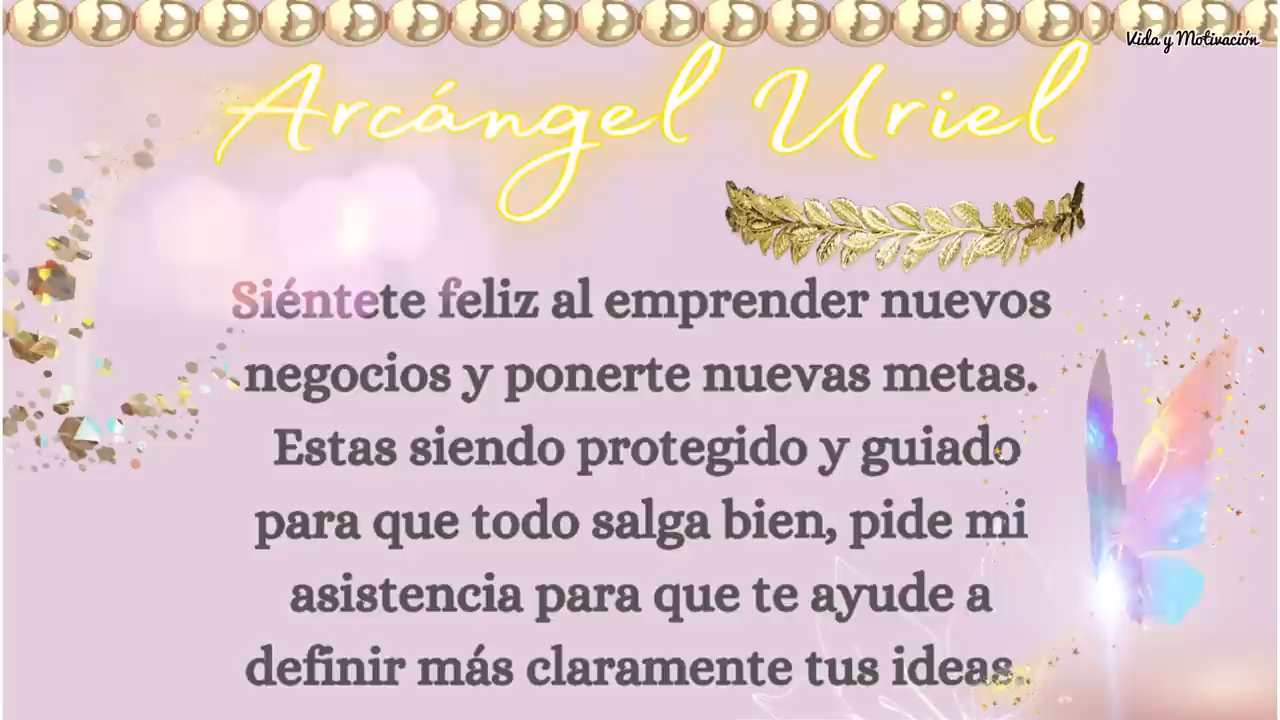 Vida y Motivación
Arcángel Uriel
Siéntete feliz al emprender nuevos
negocios y ponerte nuevas metas.
Estas siendo protegido y guiado
para que todo salga bien, pide mi
asistencia para que te ayude a
definir más claramente tus ideas.